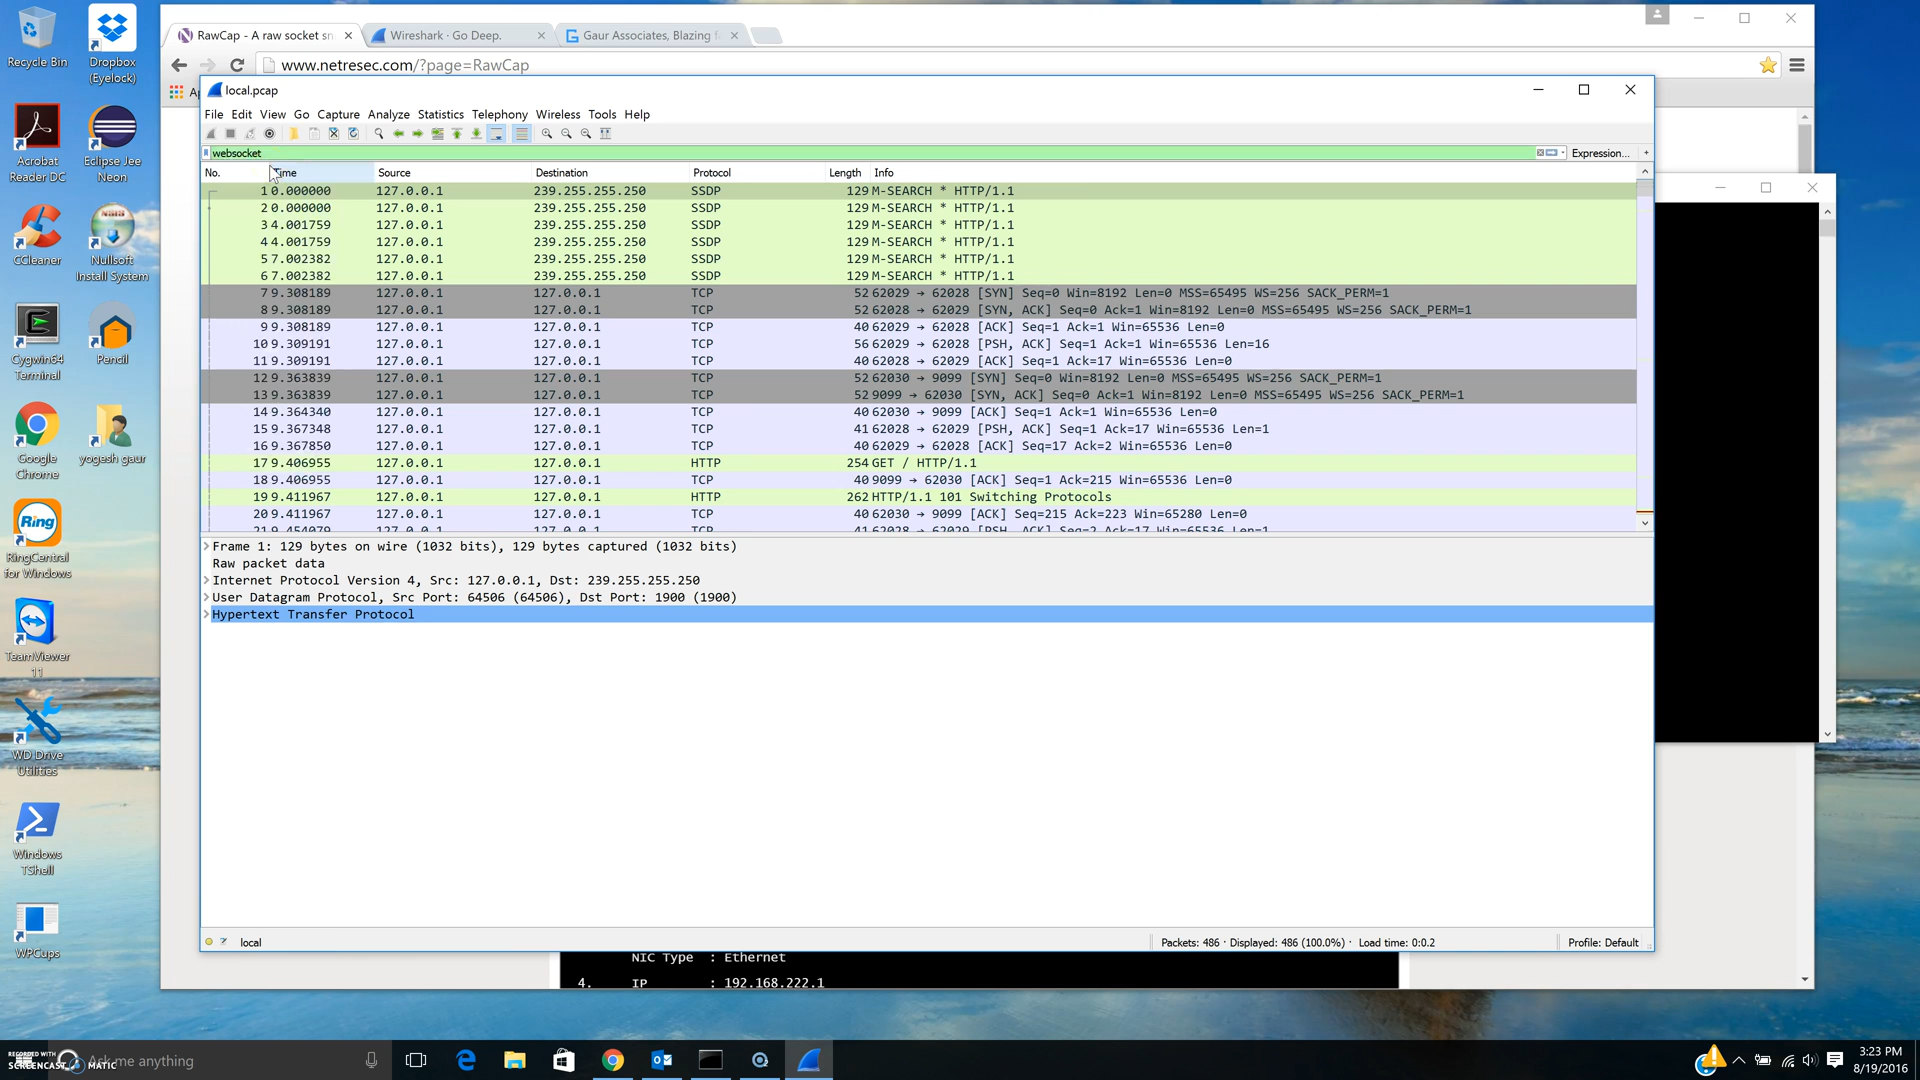 Recycle Bin
Dropbox
(Eyelock)
Acrobat
Reader DC
Eclipse Jee
Neon
CCleaner
Nullsoft
Install System
Cygwin64
Terminal
Pencil
Google
Chrome
yogesh gaur
Ring
RingCentral
for Windows
TeamViewer
11
WD Drive
Utilities
Windows
TShell
WPCups
RawCap - A raw socket sn
Wireshark · Go Deep.
Gaur Associates, Blazing f
www.netresec.com/?page=RawCap
local.pcap
File Edit View Go Capture Analyze Statistics Telephony Wireless Tools Help
websocket
Expression...
No. Time Source Destination Protocol Length Info
1 0.000000 127.0.0.1 239.255.255.250 SSDP 129 M-SEARCH * HTTP/1.1
2 0.000000 127.0.0.1 239.255.255.250 SSDP 129 M-SEARCH * HTTP/1.1
3 4.001759 127.0.0.1 239.255.255.250 SSDP 129 M-SEARCH * HTTP/1.1
4 4.001759 127.0.0.1 239.255.255.250 SSDP 129 M-SEARCH * HTTP/1.1
5 7.002382 127.0.0.1 239.255.255.250 SSDP 129 M-SEARCH * HTTP/1.1
6 7.002382 127.0.0.1 239.255.255.250 SSDP 129 M-SEARCH * HTTP/1.1
7 9.308189 127.0.0.1 127.0.0.1 TCP 52 62029 → 62028 [SYN] Seq=0 Win=8192 Len=0 MSS=65495 WS=256 SACK_PERM=1
8 9.308189 127.0.0.1 127.0.0.1 TCP 52 62028 → 62029 [SYN, ACK] Seq=0 Ack=1 Win=8192 Len=0 MSS=65495 WS=256 SACK_PERM=1
9 9.308189 127.0.0.1 127.0.0.1 TCP 40 62029 → 62028 [ACK] Seq=1 Ack=1 Win=65536 Len=0
10 9.309191 127.0.0.1 127.0.0.1 TCP 56 62029 → 62028 [PSH, ACK] Seq=1 Ack=1 Win=65536 Len=16
11 9.309191 127.0.0.1 127.0.0.1 TCP 40 62028 → 62029 [ACK] Seq=1 Ack=17 Win=65536 Len=0
12 9.363839 127.0.0.1 127.0.0.1 TCP 52 62030 → 9099 [SYN] Seq=0 Win=8192 Len=0 MSS=65495 WS=256 SACK_PERM=1
13 9.363839 127.0.0.1 127.0.0.1 TCP 52 9099 → 62030 [SYN, ACK] Seq=0 Ack=1 Win=8192 Len=0 MSS=65495 WS=256 SACK_PERM=1
14 9.364340 127.0.0.1 127.0.0.1 TCP 40 62030 → 9099 [ACK] Seq=1 Ack=1 Win=65536 Len=0
15 9.367348 127.0.0.1 127.0.0.1 TCP 41 62028 → 62029 [PSH, ACK] Seq=1 Ack=17 Win=65536 Len=1
16 9.367850 127.0.0.1 127.0.0.1 TCP 40 62029 → 62028 [ACK] Seq=17 Ack=2 Win=65536 Len=0
17 9.406955 127.0.0.1 127.0.0.1 HTTP 254 GET / HTTP/1.1
18 9.406955 127.0.0.1 127.0.0.1 TCP 40 9099 → 62030 [ACK] Seq=1 Ack=215 Win=65536 Len=0
19 9.411967 127.0.0.1 127.0.0.1 HTTP 262 HTTP/1.1 101 Switching Protocols
20 9.411967 127.0.0.1 127.0.0.1 TCP 40 62030 → 9099 [ACK] Seq=215 Ack=223 Win=65280 Len=0
21 9.454079 127.0.0.1 127.0.0.1 TCP 41 62028 → 62029 [PSH, ACK] Seq=2 Ack=17 Win=65536 Len=1
Frame 1: 129 bytes on wire (1032 bits), 129 bytes captured (1032 bits)
Raw packet data
Internet Protocol Version 4, Src: 127.0.0.1, Dst: 239.255.255.250
User Datagram Protocol, Src Port: 64506 (64506), Dst Port: 1900 (1900)
Hypertext Transfer Protocol
local
Packets: 486 · Displayed: 486 (100.0%) · Load time: 0:0.2
Profile: Default
NIC Type : Ethernet
4. IP : 192.168.222.1
RECORDED WITH
SCREENCAST MATIC
Ask me anything
3:23 PM
8/19/2016